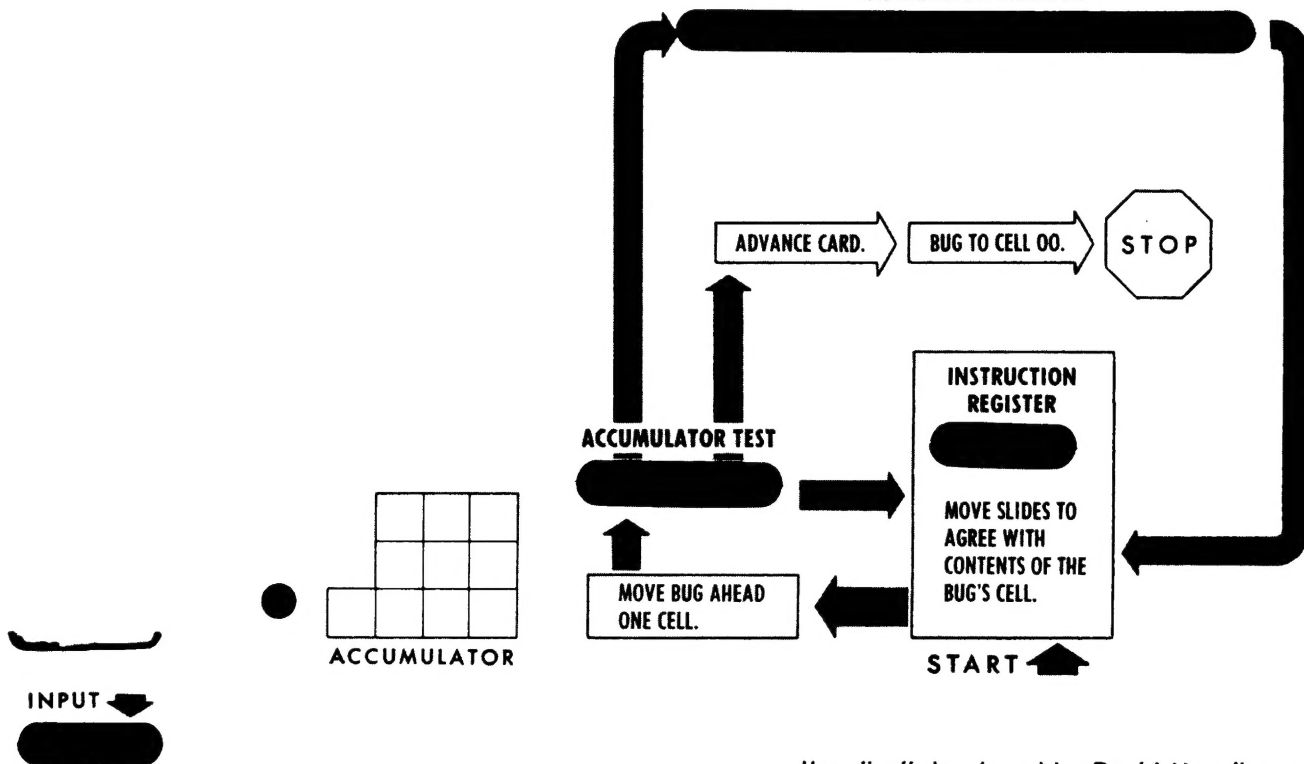 ADVANCE CARD.
BUG TO CELL 00.
STOP
INSTRUCTION
REGISTER
ACCUMULATOR TEST
MOVE SLIDES TO
AGREE WITH
CONTENTS OF THE
BUG'S CELL.
MOVE BUG AHEAD
ONE CELL.
ACCUMULATOR
START
INPUT